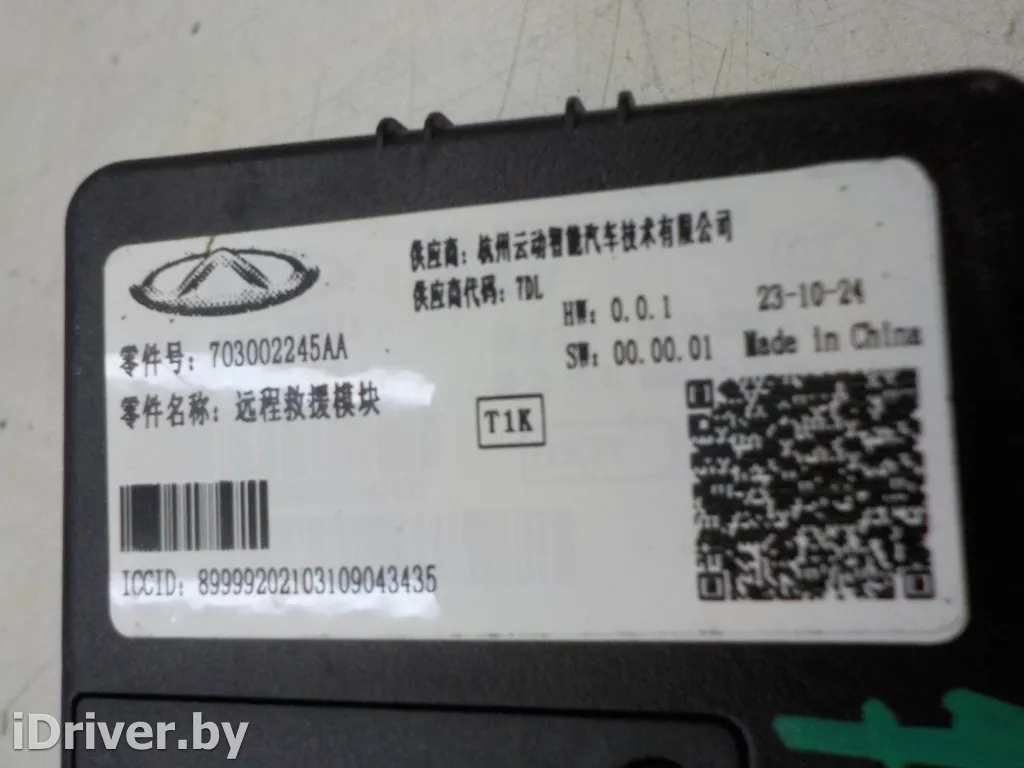 供应商: 杭州云动智能汽车技术有限公司
供应商代码: 7DL
HW: 0.0.1
23-10-24
零件号: 703002245AA
SW: 00.00.01
Made in China
零件名称: 远程救援模块
T1K
ICCID: 89999202103109043435
iDriver.by